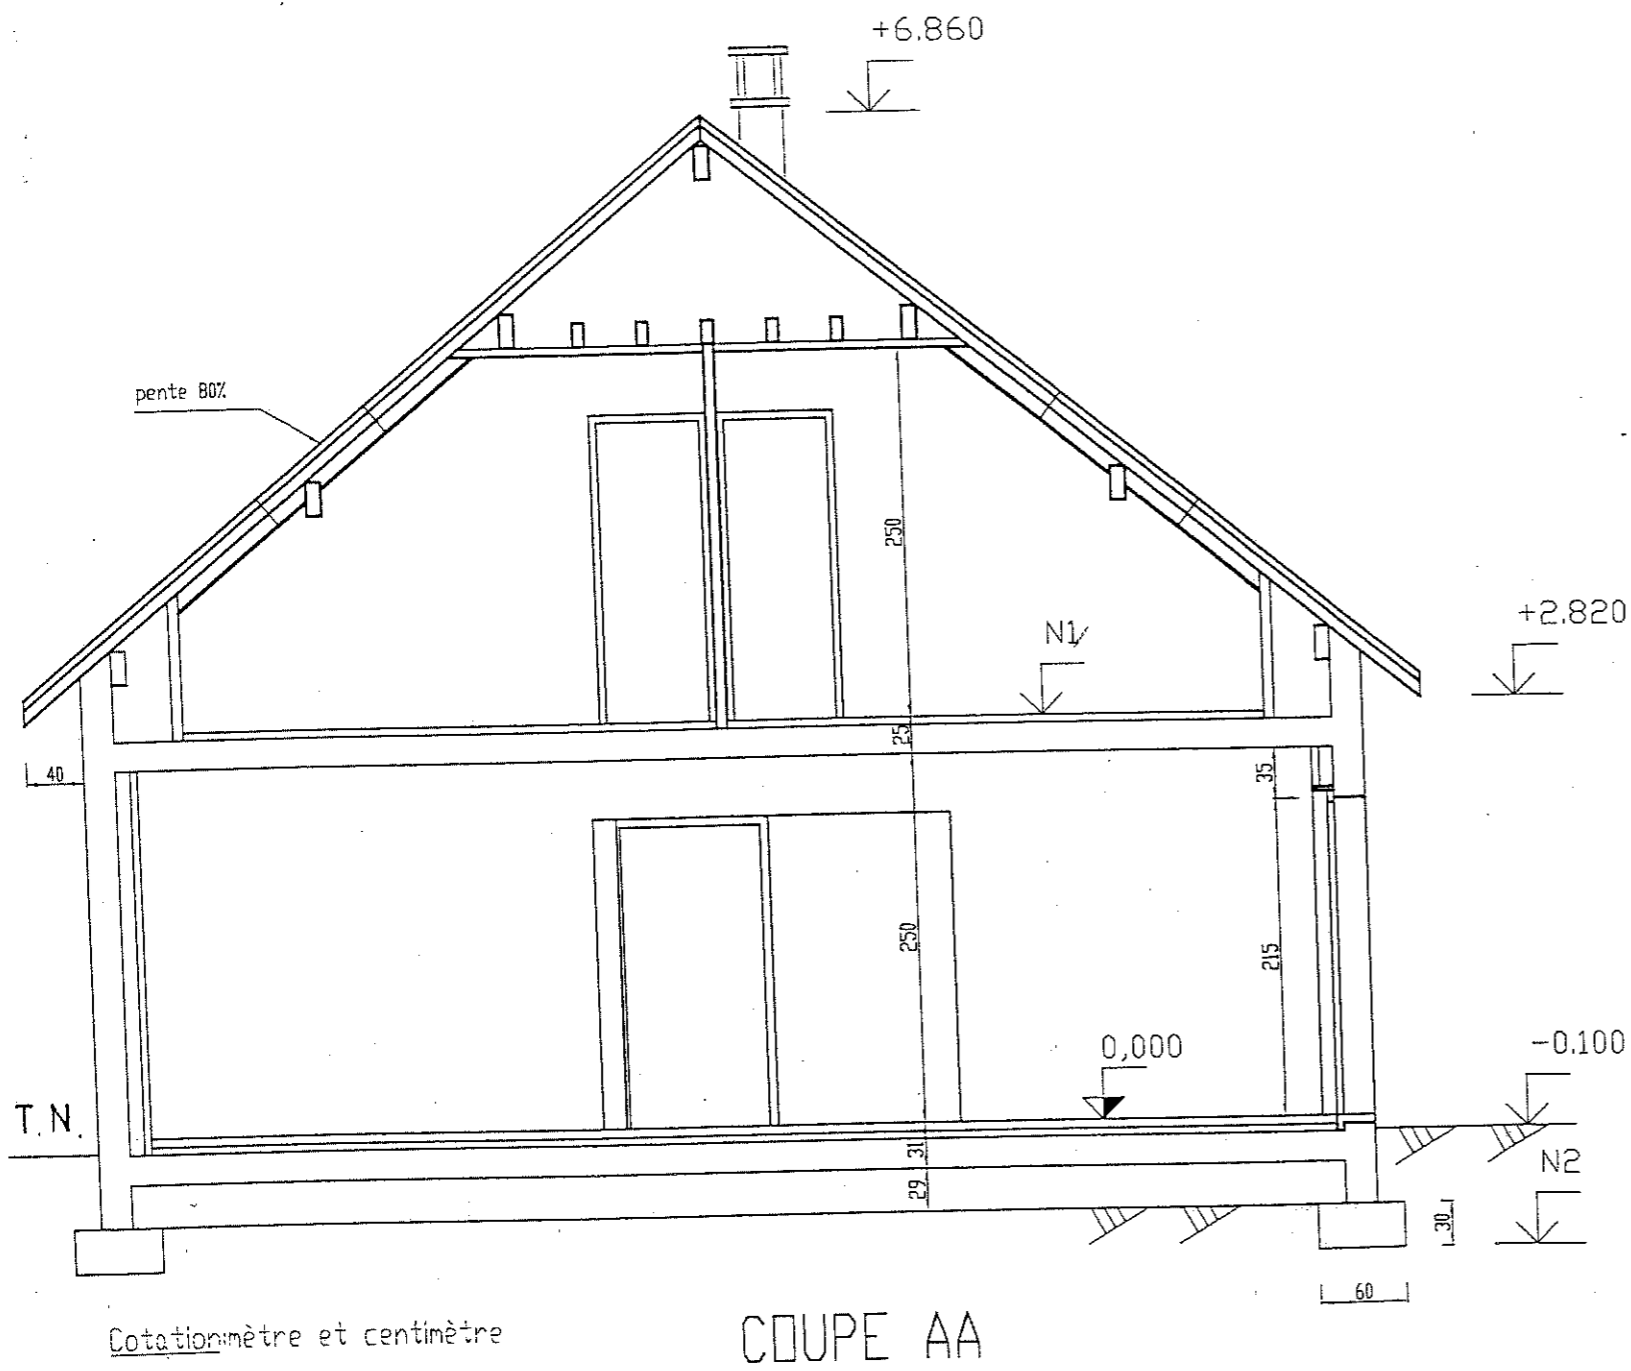 +6.860
pente 80%
250
+2.820
N1
25
40
35
250
215
0,000
-0.100
T.N.
31
N2
29
30
60
Cotation:mètre et centimètre
COUPE AA